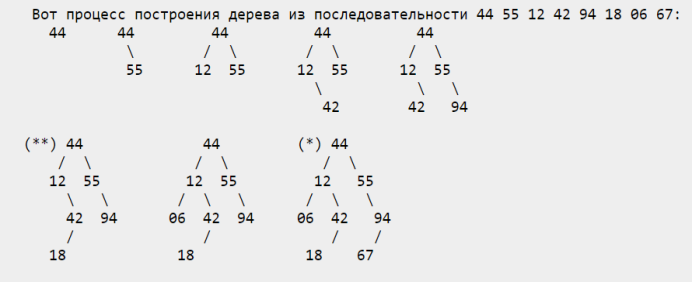 Вот процесс построения дерева из последовательности 44 55 12 42 94 18 06 67:
44      44         44          44          44
          \       /  \        /  \        /  \
          55     12  55      12  55      12  55
                               \           \   \
                               42          42   94
(**) 44              44         (*) 44
    /  \            /  \           /  \
   12  55          12  55         12   55
     \   \        /  \   \       /  \    \
     42  94      06  42  94     06  42   94
     /               /              /    /
   18              18             18    67